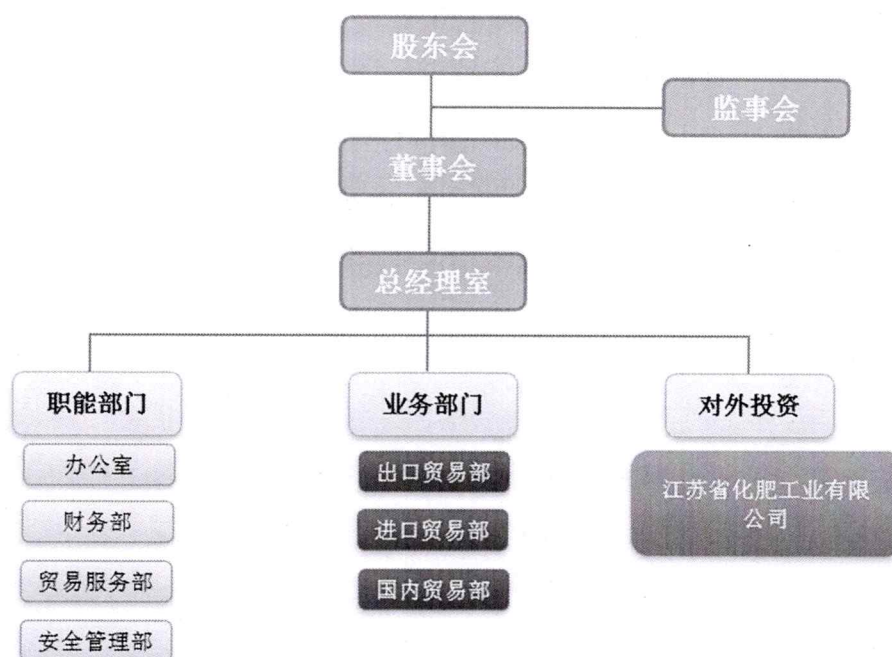 股东会
监事会
董事会
总经理室
职能部门
业务部门
对外投资
办公室
财务部
贸易服务部
安全管理部
出口贸易部
进口贸易部
国内贸易部
江苏省化肥工业有限
公司